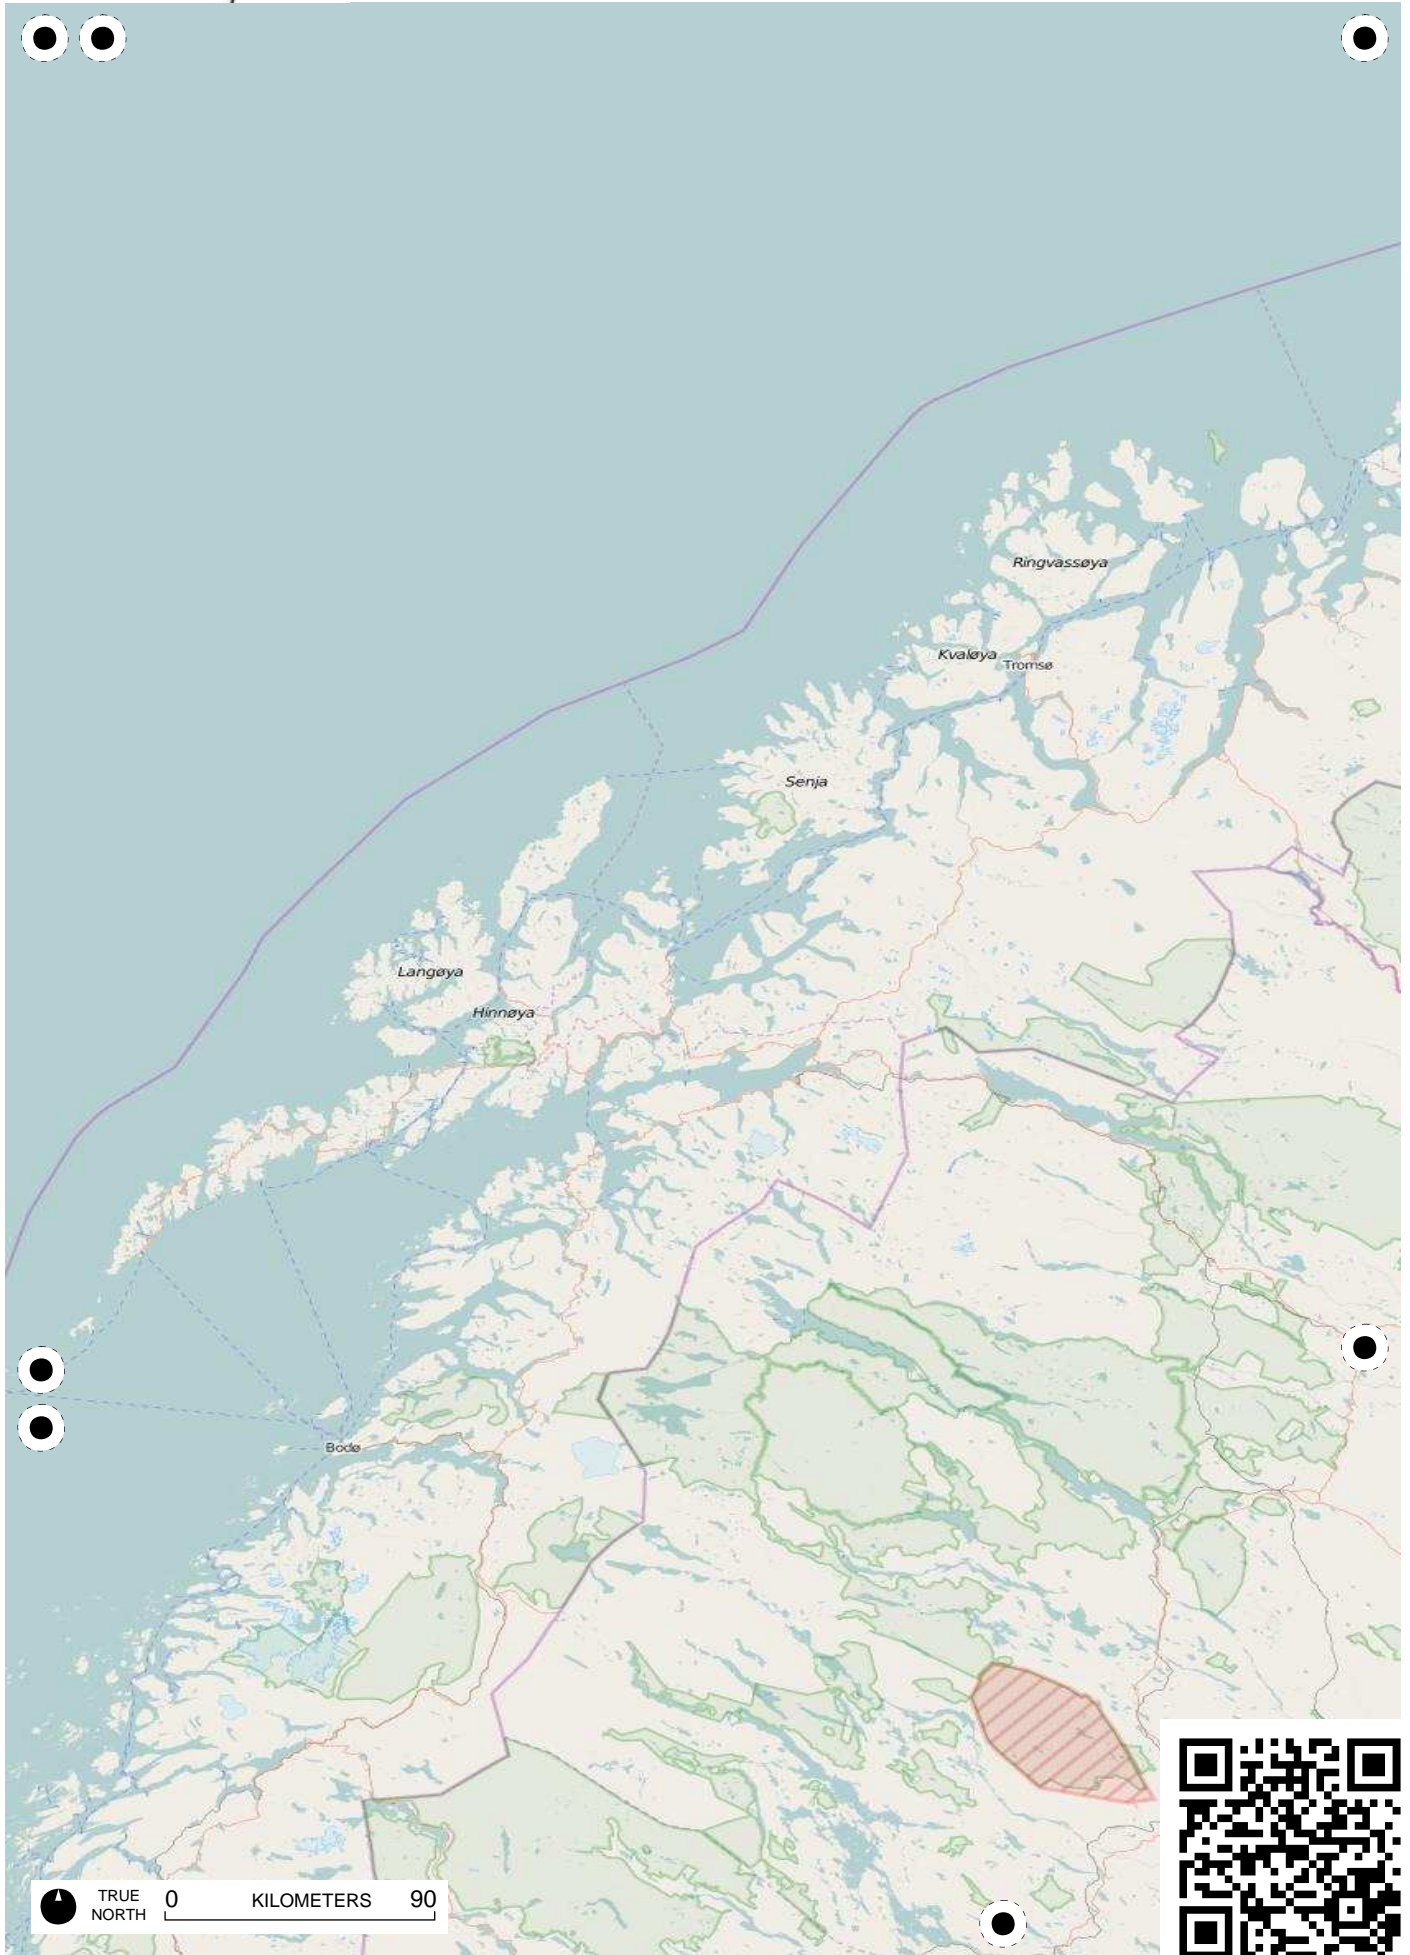 Ringvassøya
Kvaløya
Tromsø
Senja
Langøya
Hinnøya
Bodø
TRUE NORTH
0 KILOMETERS 90